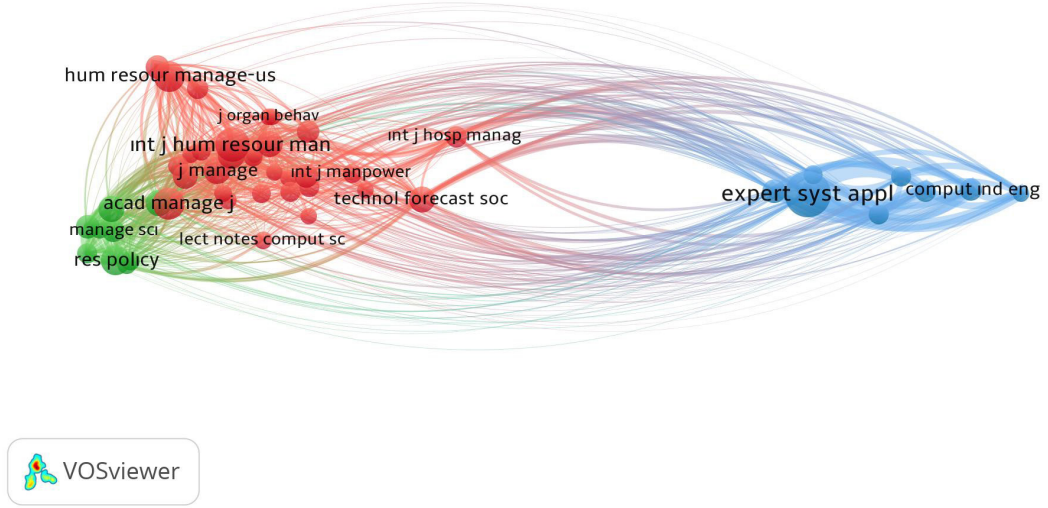 hum resour manage-us
j organ behav
int j hosp manag
int j hum resour man
j manage
int j manpower
technol forecast soc
expert syst appl
comput ind eng
acad manage j
manage sci
lect notes comput sc
res policy
VOSviewer